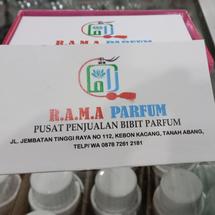 R.A.M.A PARFUM
PUSAT PENJUALAN BIBIT PARFUM
JL. JEMBATAN TINGGI RAYA NO 112, KEBON KACANG, TANAH ABANG,
TELP/ WA 0878 7261 2181